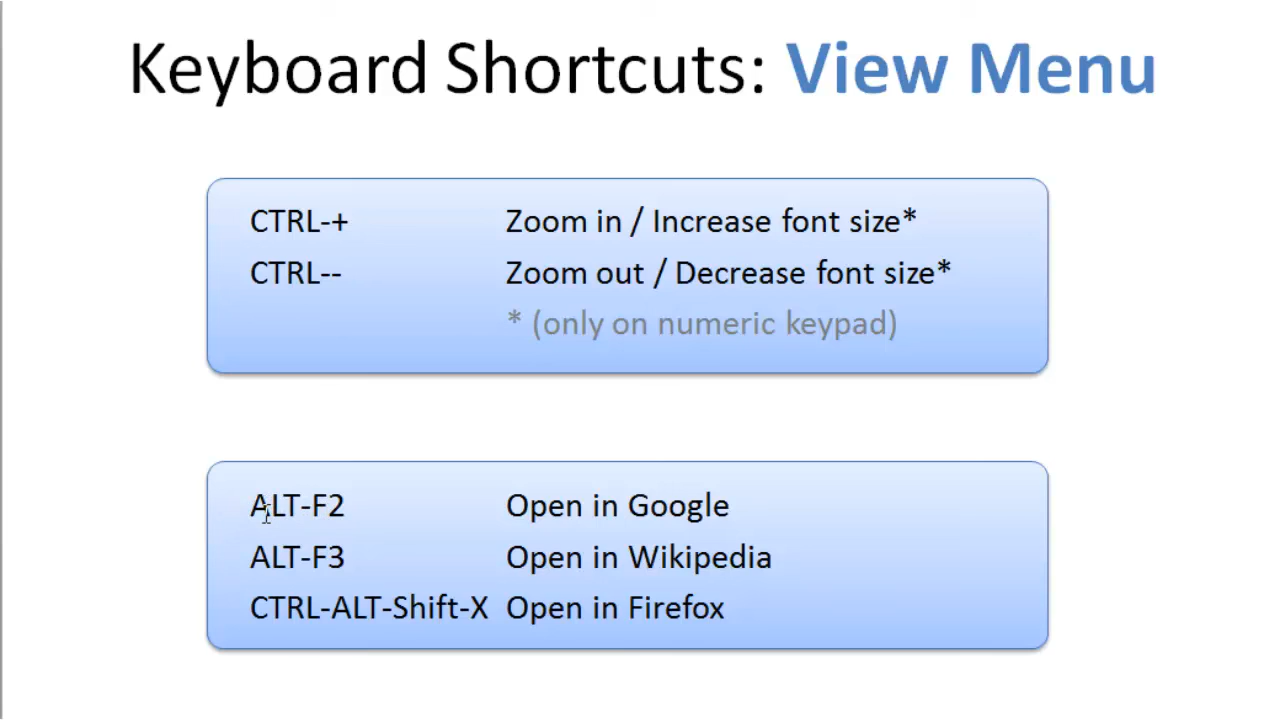 Keyboard Shortcuts: View Menu
CTRL-+ Zoom in / Increase font size*
CTRL-- Zoom out / Decrease font size*
* (only on numeric keypad)
ALT-F2 Open in Google
ALT-F3 Open in Wikipedia
CTRL-ALT-Shift-X Open in Firefox